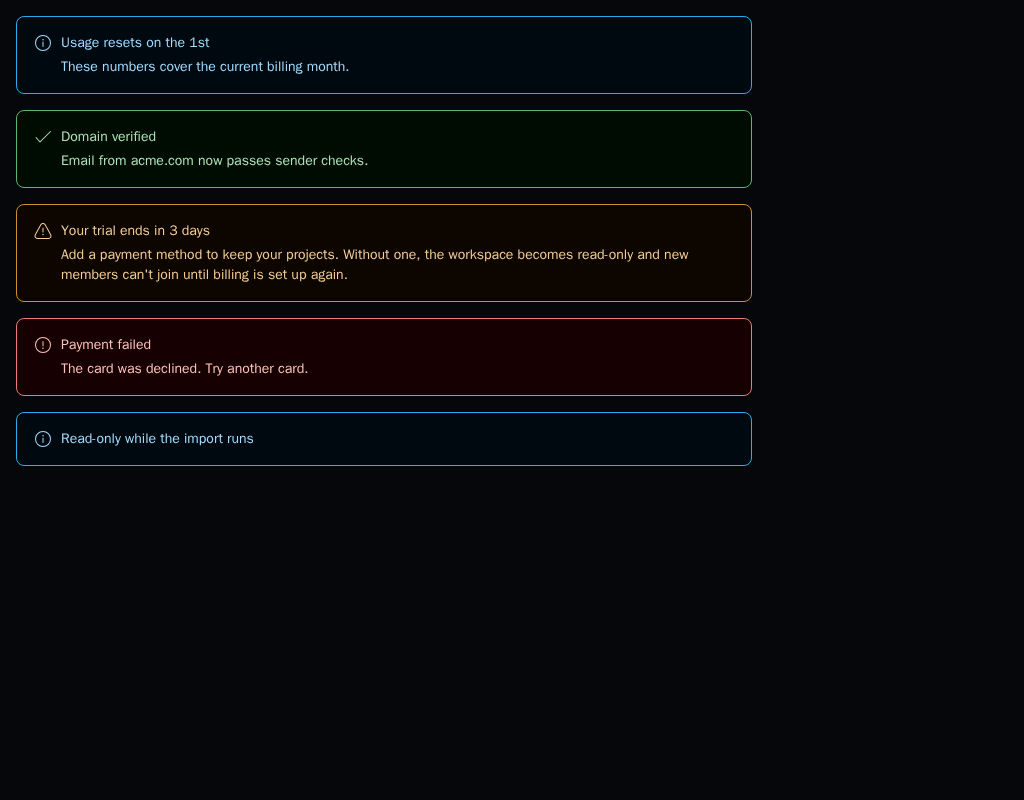 Usage resets on the 1st
These numbers cover the current billing month.
Domain verified
Email from acme.com now passes sender checks.
Your trial ends in 3 days
Add a payment method to keep your projects. Without one, the workspace becomes read-only and new
members can't join until billing is set up again.
Payment failed
The card was declined. Try another card.
Read-only while the import runs